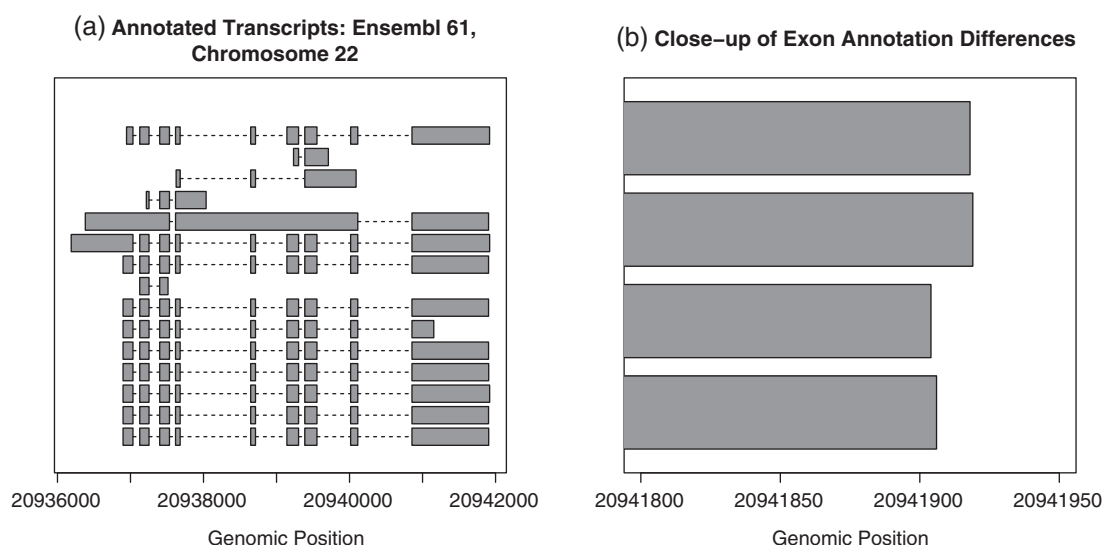 (a) Annotated Transcripts: Ensembl 61,
Chromosome 22
20936000 20938000 20940000 20942000
Genomic Position
(b) Close−up of Exon Annotation Differences
20941800 20941850 20941900 20941950
Genomic Position